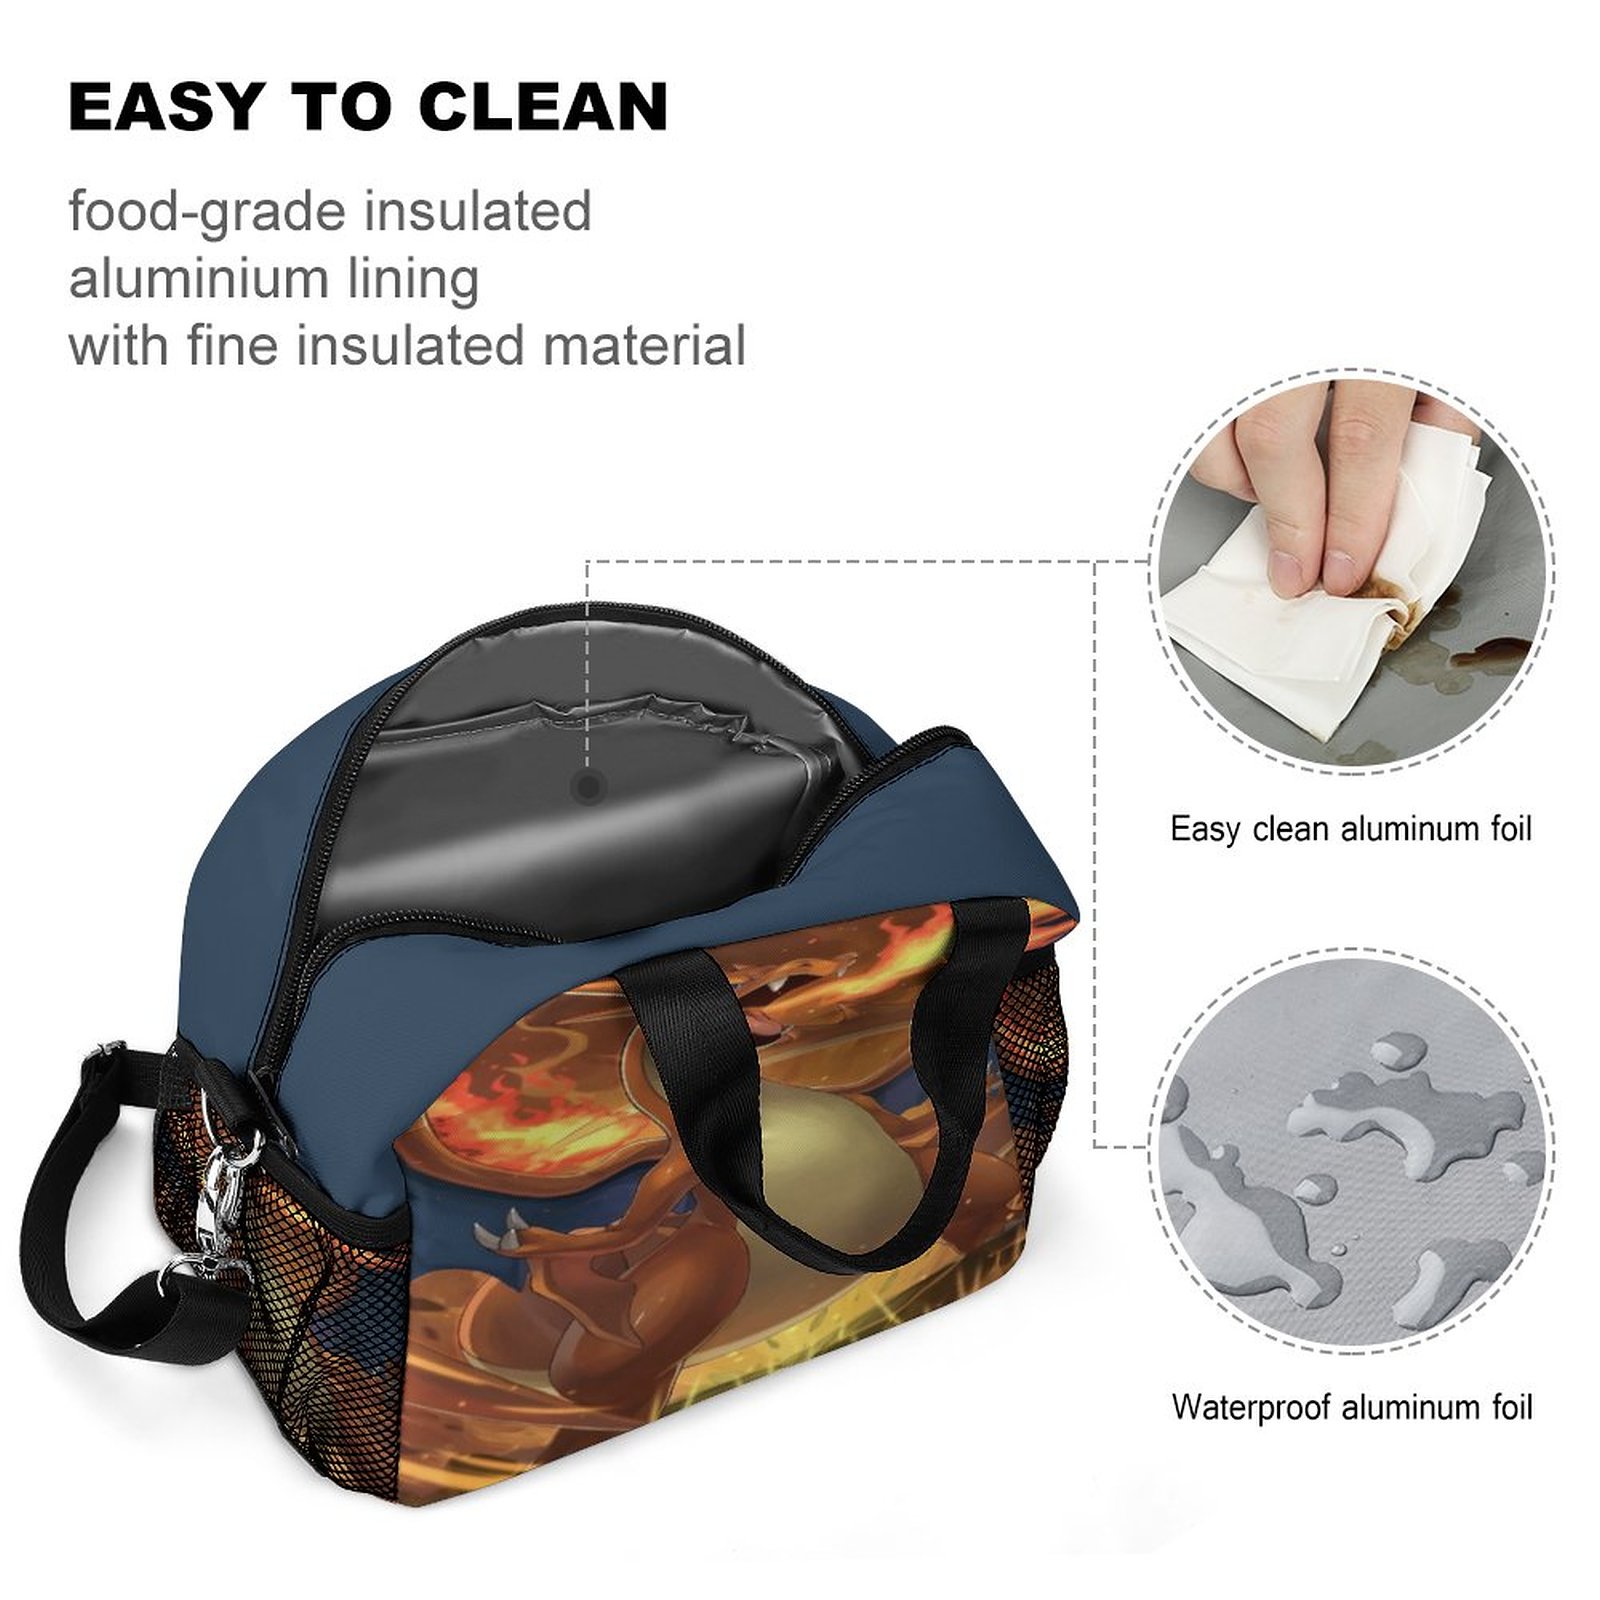 EASY TO CLEAN
food-grade insulated
aluminium lining
with fine insulated material
Easy clean aluminum foil
Waterproof aluminum foil